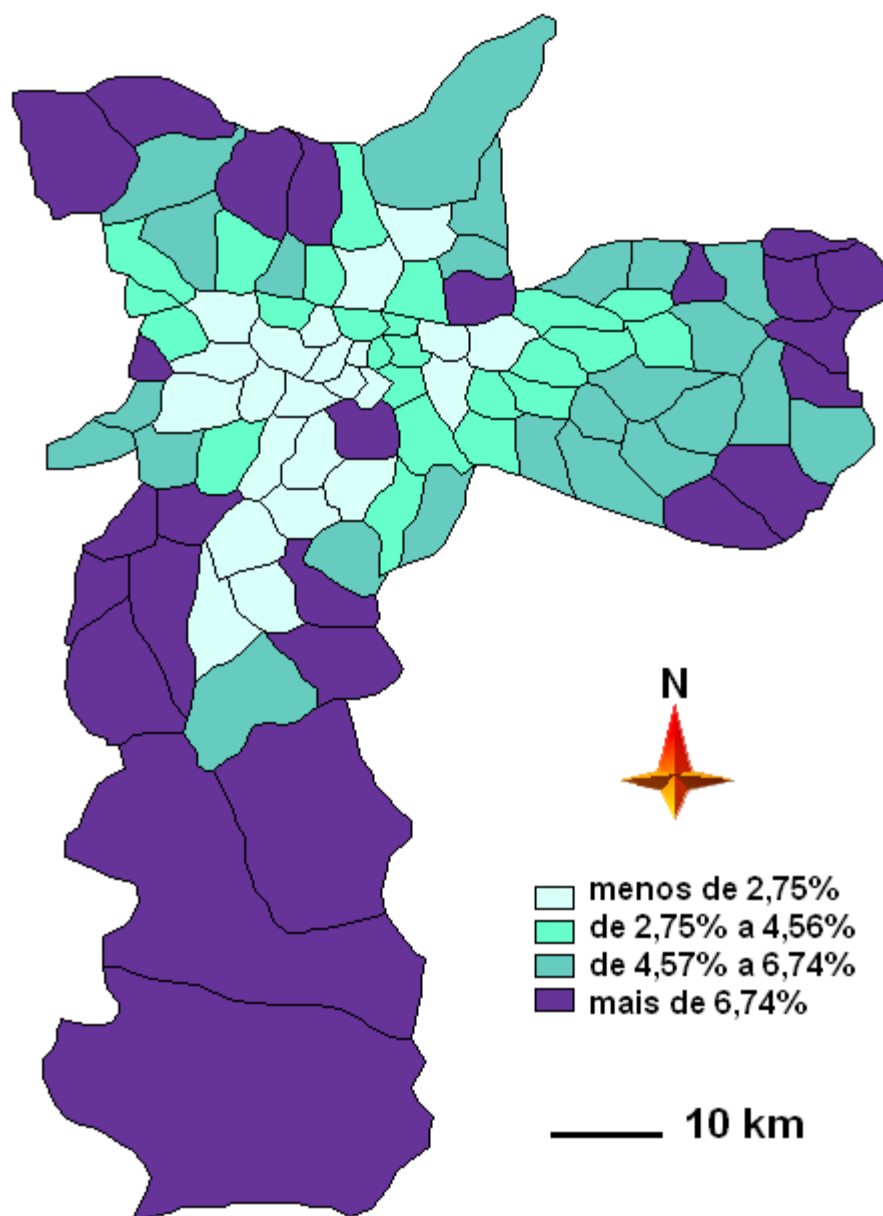 N
menos de 2,75%
de 2,75% a 4,56%
de 4,57% a 6,74%
mais de 6,74%
10 km